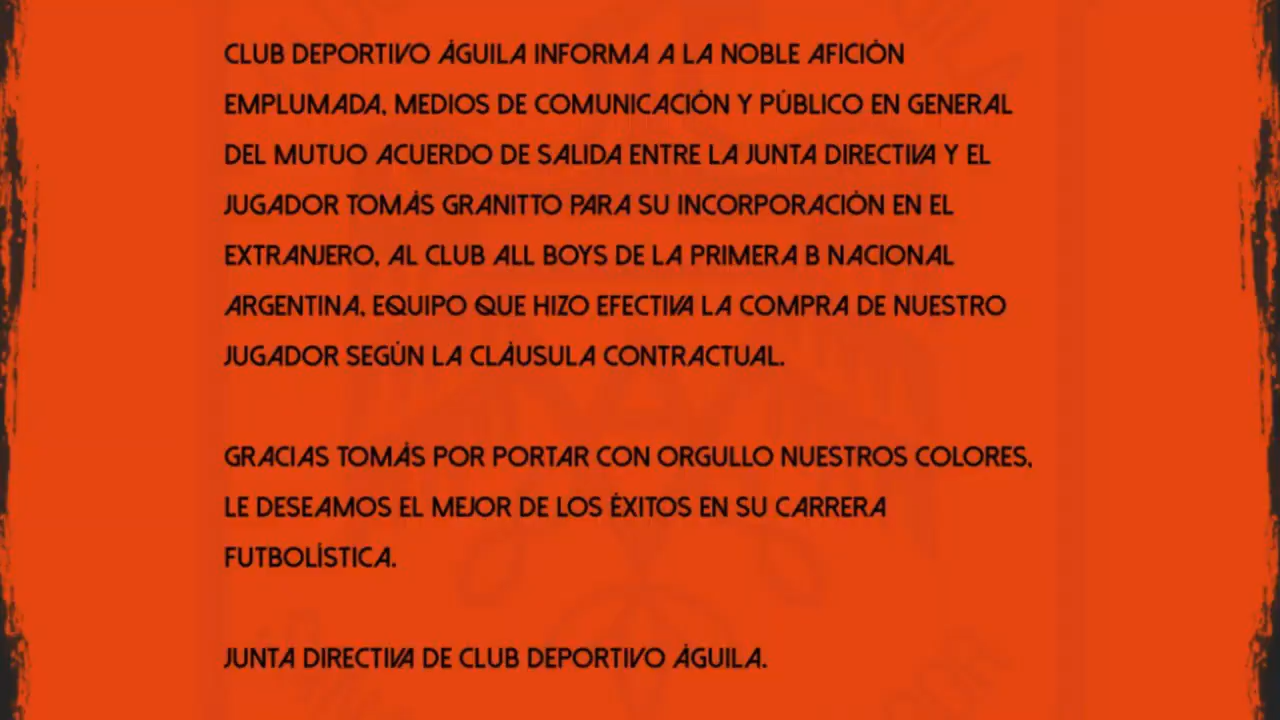 CLUB DEPORTIVO ÁGUILA INFORMA A LA NOBLE AFICIÓN
EMPLUMADA, MEDIOS DE COMUNICACIÓN Y PÚBLICO EN GENERAL
DEL MUTUO ACUERDO DE SALIDA ENTRE LA JUNTA DIRECTIVA Y EL
JUGADOR TOMÁS GRANITTO PARA SU INCORPORACIÓN EN EL
EXTRANJERO, AL CLUB ALL BOYS DE LA PRIMERA B NACIONAL
ARGENTINA, EQUIPO QUE HIZO EFECTIVA LA COMPRA DE NUESTRO
JUGADOR SEGÚN LA CLÁUSULA CONTRACTUAL.
GRACIAS TOMÁS POR PORTAR CON ORGULLO NUESTROS COLORES,
LE DESEAMOS EL MEJOR DE LOS ÉXITOS EN SU CARRERA
FUTBOLÍSTICA.
JUNTA DIRECTIVA DE CLUB DEPORTIVO ÁGUILA.